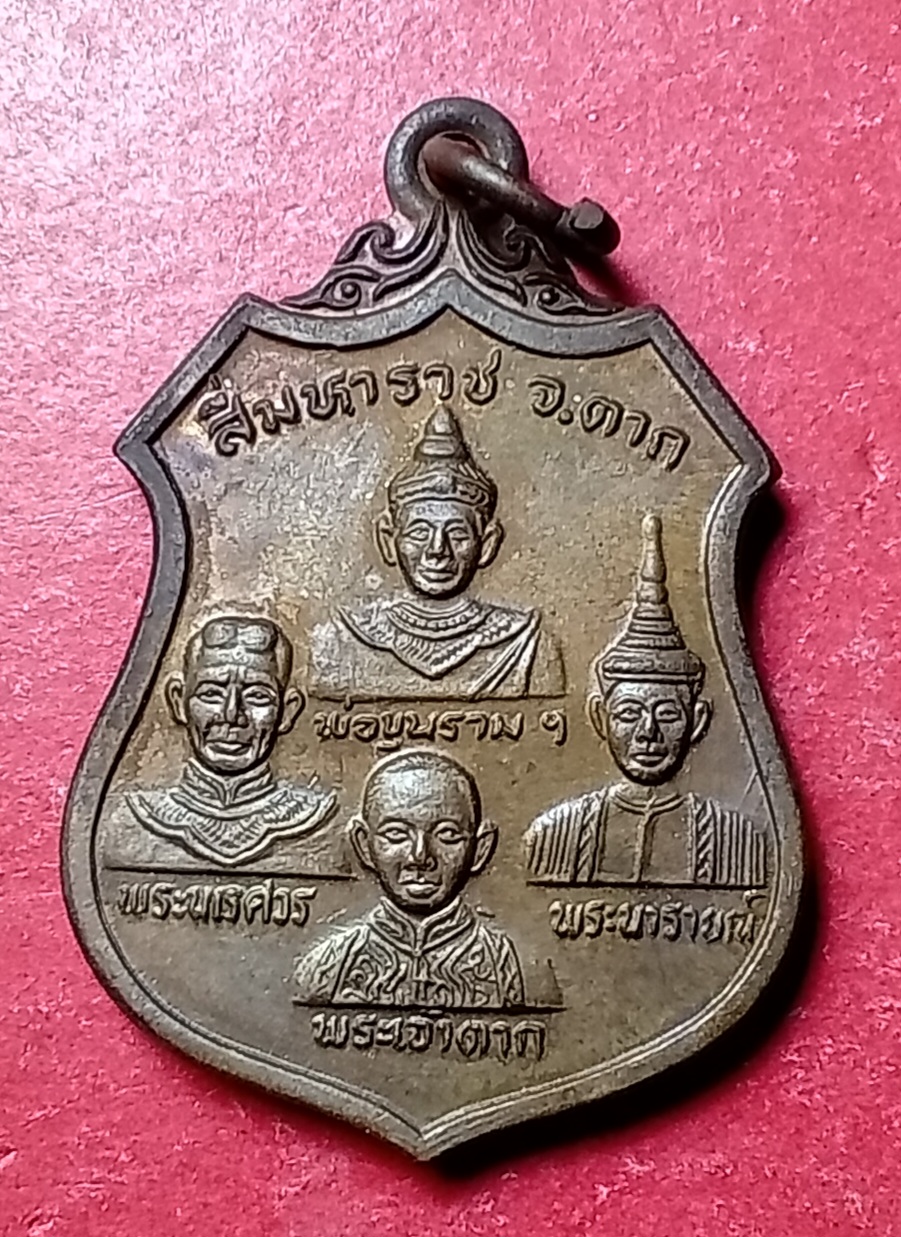 สี่มหาราช จ.ตาก
พ่อขุนราม ฯ
พระนเรศวร
พระนารายณ์
พระเจ้าตาก